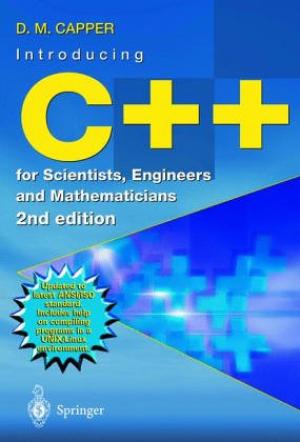 D. M. CAPPER
Introducing
C++
for Scientists, Engineers
and Mathematicians
2nd edition
Updated to
latest ANSI/ISO
standard.
Includes help
on compiling
programs in a
UNIX/Linux
environment.
Springer